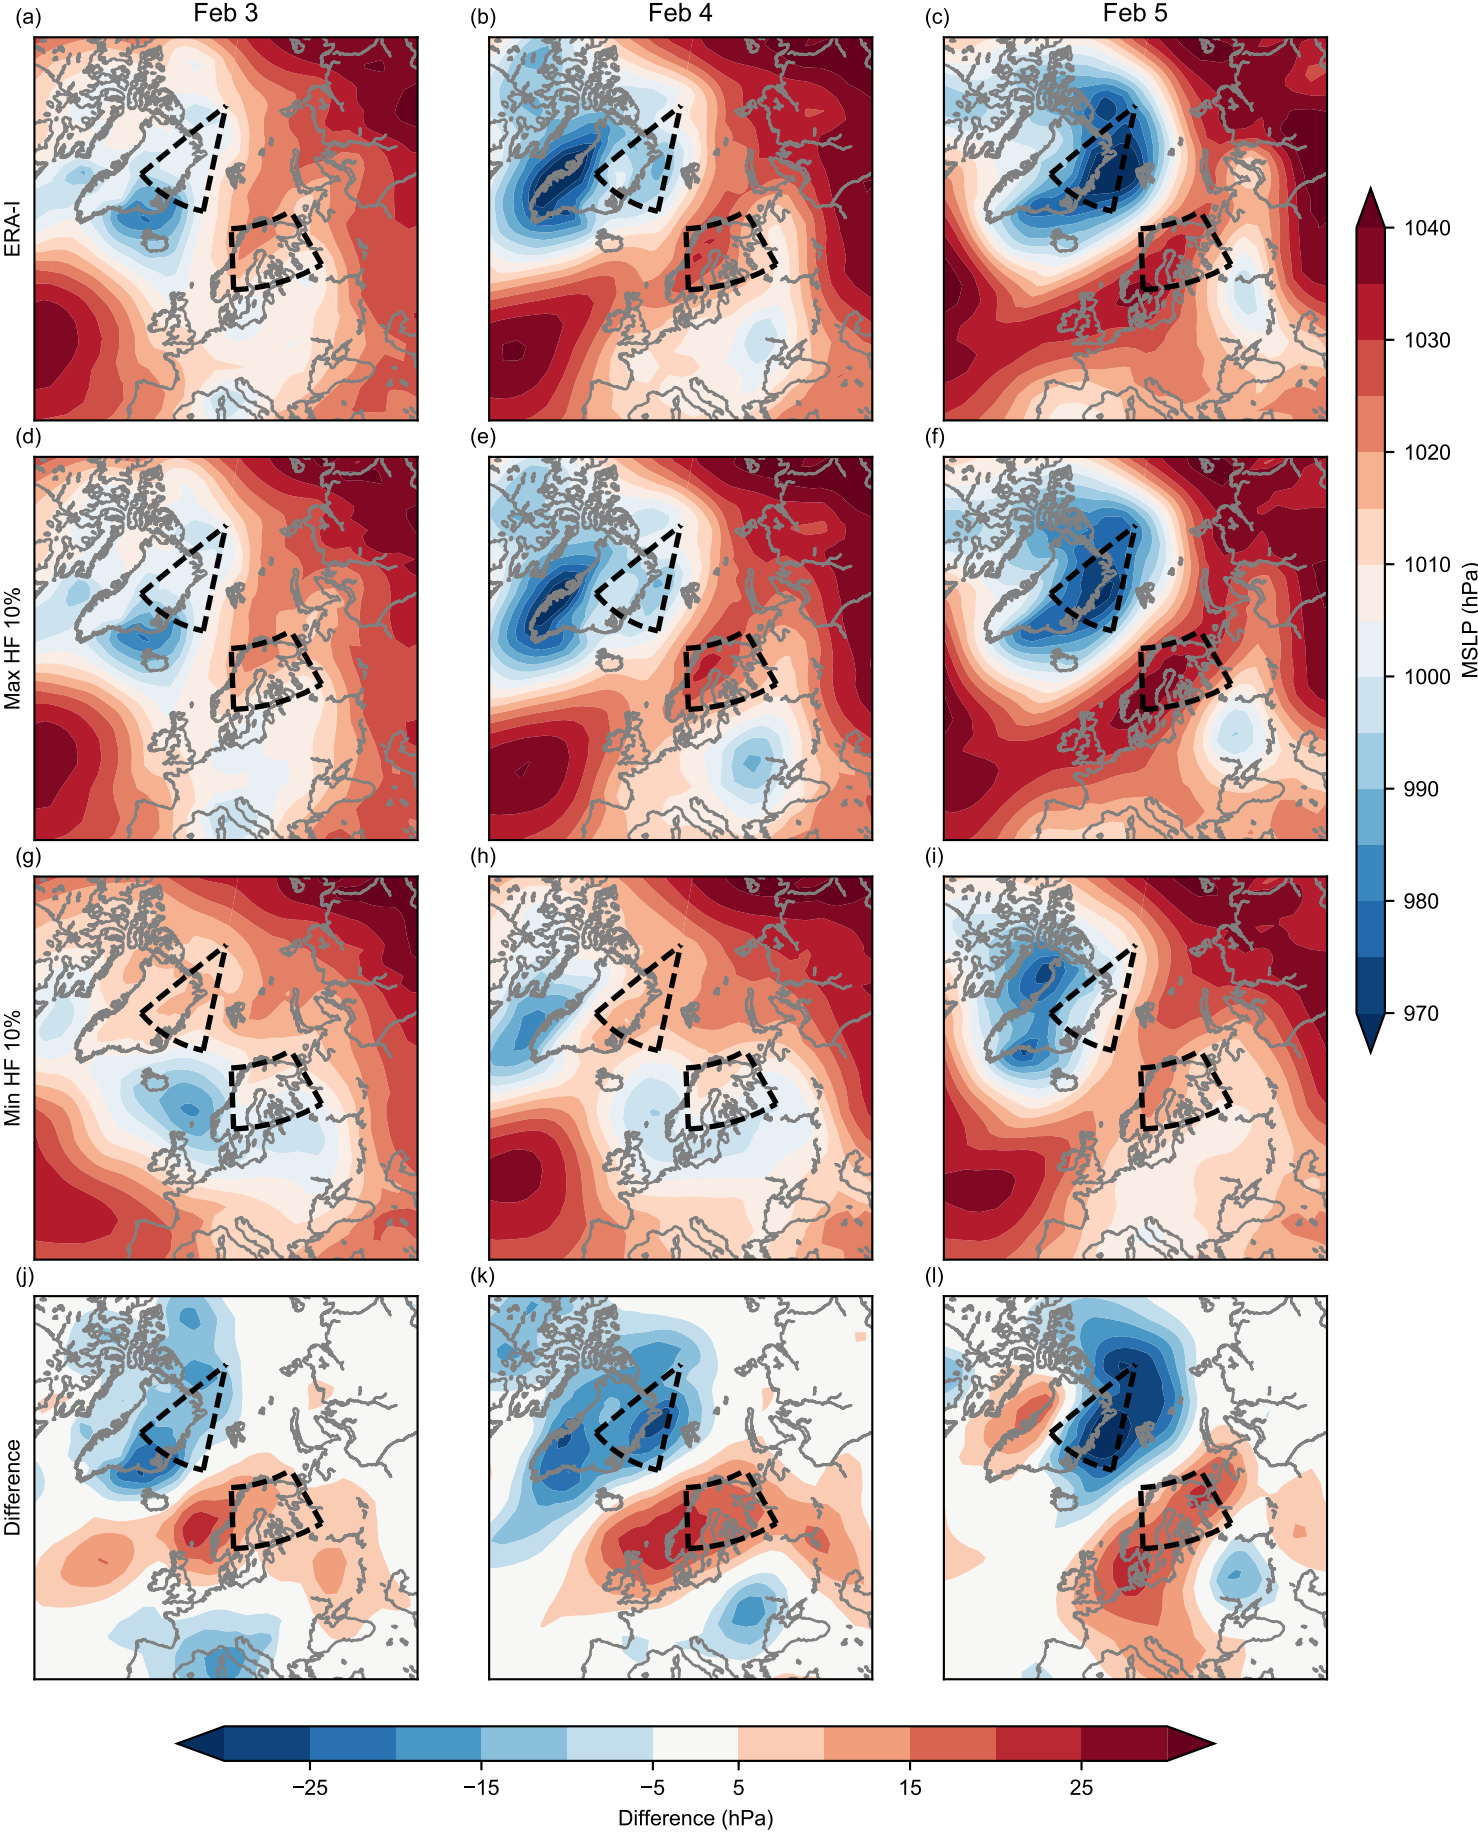 Feb 3 Feb 4 Feb 5
(a) (b) (c)
ERA-I
(d) (e) (f)
Max HF 10%
(g) (h) (i)
Min HF 10%
(j) (k) (l)
Difference
1040
1030
1020
1010
1000
990
980
970
MSLP (hPa)
−25 −15 −5 5 15 25
Difference (hPa)